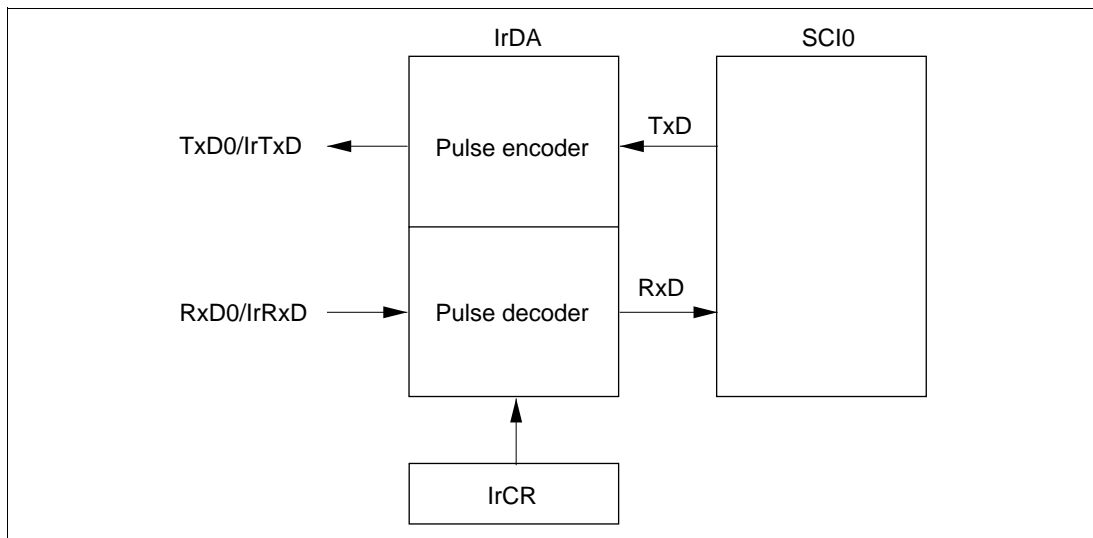 IrDA
SCI0
TxD0/IrTxD
Pulse encoder
TxD
RxD0/IrRxD
Pulse decoder
RxD
IrCR